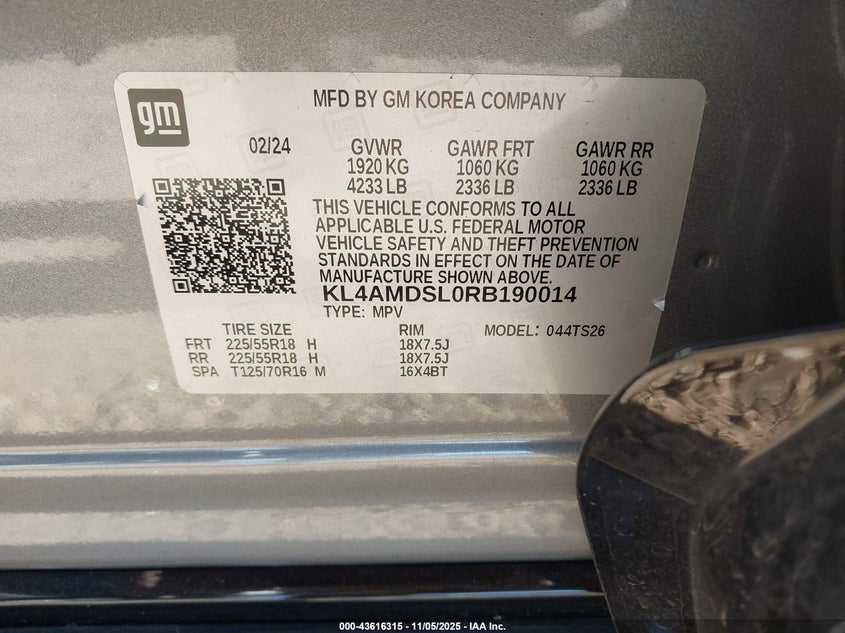 gm
MFD BY GM KOREA COMPANY
02/24 GVWR GAWR FRT GAWR RR
1920 KG 1060 KG 1060 KG
4233 LB 2336 LB 2336 LB
THIS VEHICLE CONFORMS TO ALL
APPLICABLE U.S. FEDERAL MOTOR
VEHICLE SAFETY AND THEFT PREVENTION
STANDARDS IN EFFECT ON THE DATE OF
MANUFACTURE SHOWN ABOVE.
KL4AMDSL0RB190014
TYPE: MPV
TIRE SIZE RIM MODEL: 044TS26
FRT 225/55R18 H 18X7.5J
RR 225/55R18 H 18X7.5J
SPA T125/70R16 M 16X4BT
000-43616315 - 11/05/2025 - IAA Inc.